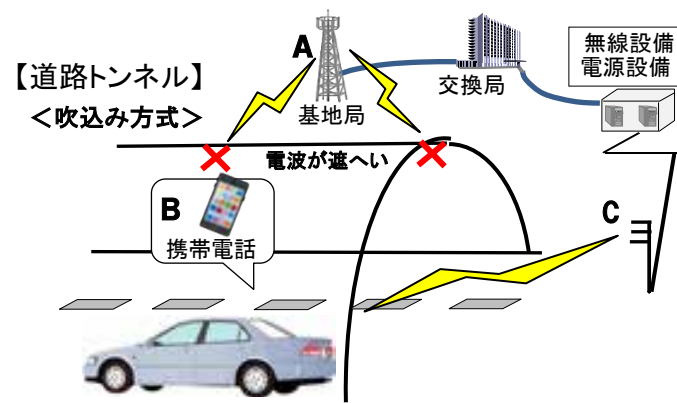 A
無線設備
電源設備
【道路トンネル】
交換局
<吹込み方式>
基地局
電波が遮へい
B
携帯電話
C